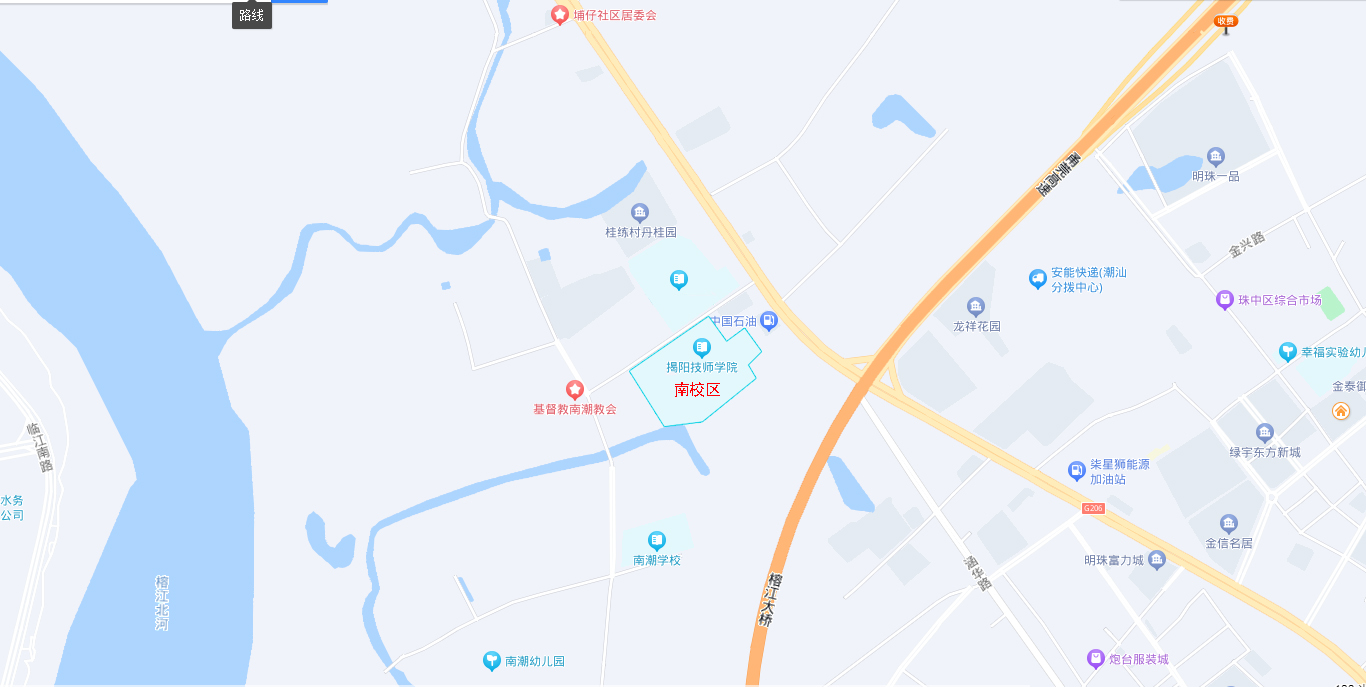 路线
埔仔社区居委会
收费
甬莞高速
明珠一品
桂练村丹桂园
金兴路
安能快递(潮汕
分拨中心)
珠中区综合市场
中国石油
龙祥花园
揭阳技师学院
南校区
幸福实验幼儿
金泰御
基督教南潮教会
临江南路
绿宇东方新城
柒星狮能源
加油站
水务
公司
G206
金信名居
南潮学校
明珠富力城
涵华路
榕江北河
榕江大桥
南潮幼儿园
炮台服装城